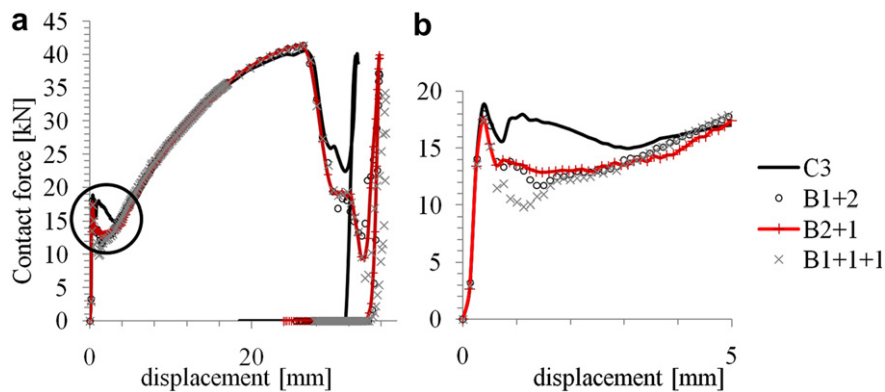 a
Contact force [kN]
45
40
35
30
25
20
15
10
5
0
0
20
displacement [mm]
b
20
15
10
5
0
0
5
displacement [mm]
C3
B1+2
B2+1
B1+1+1